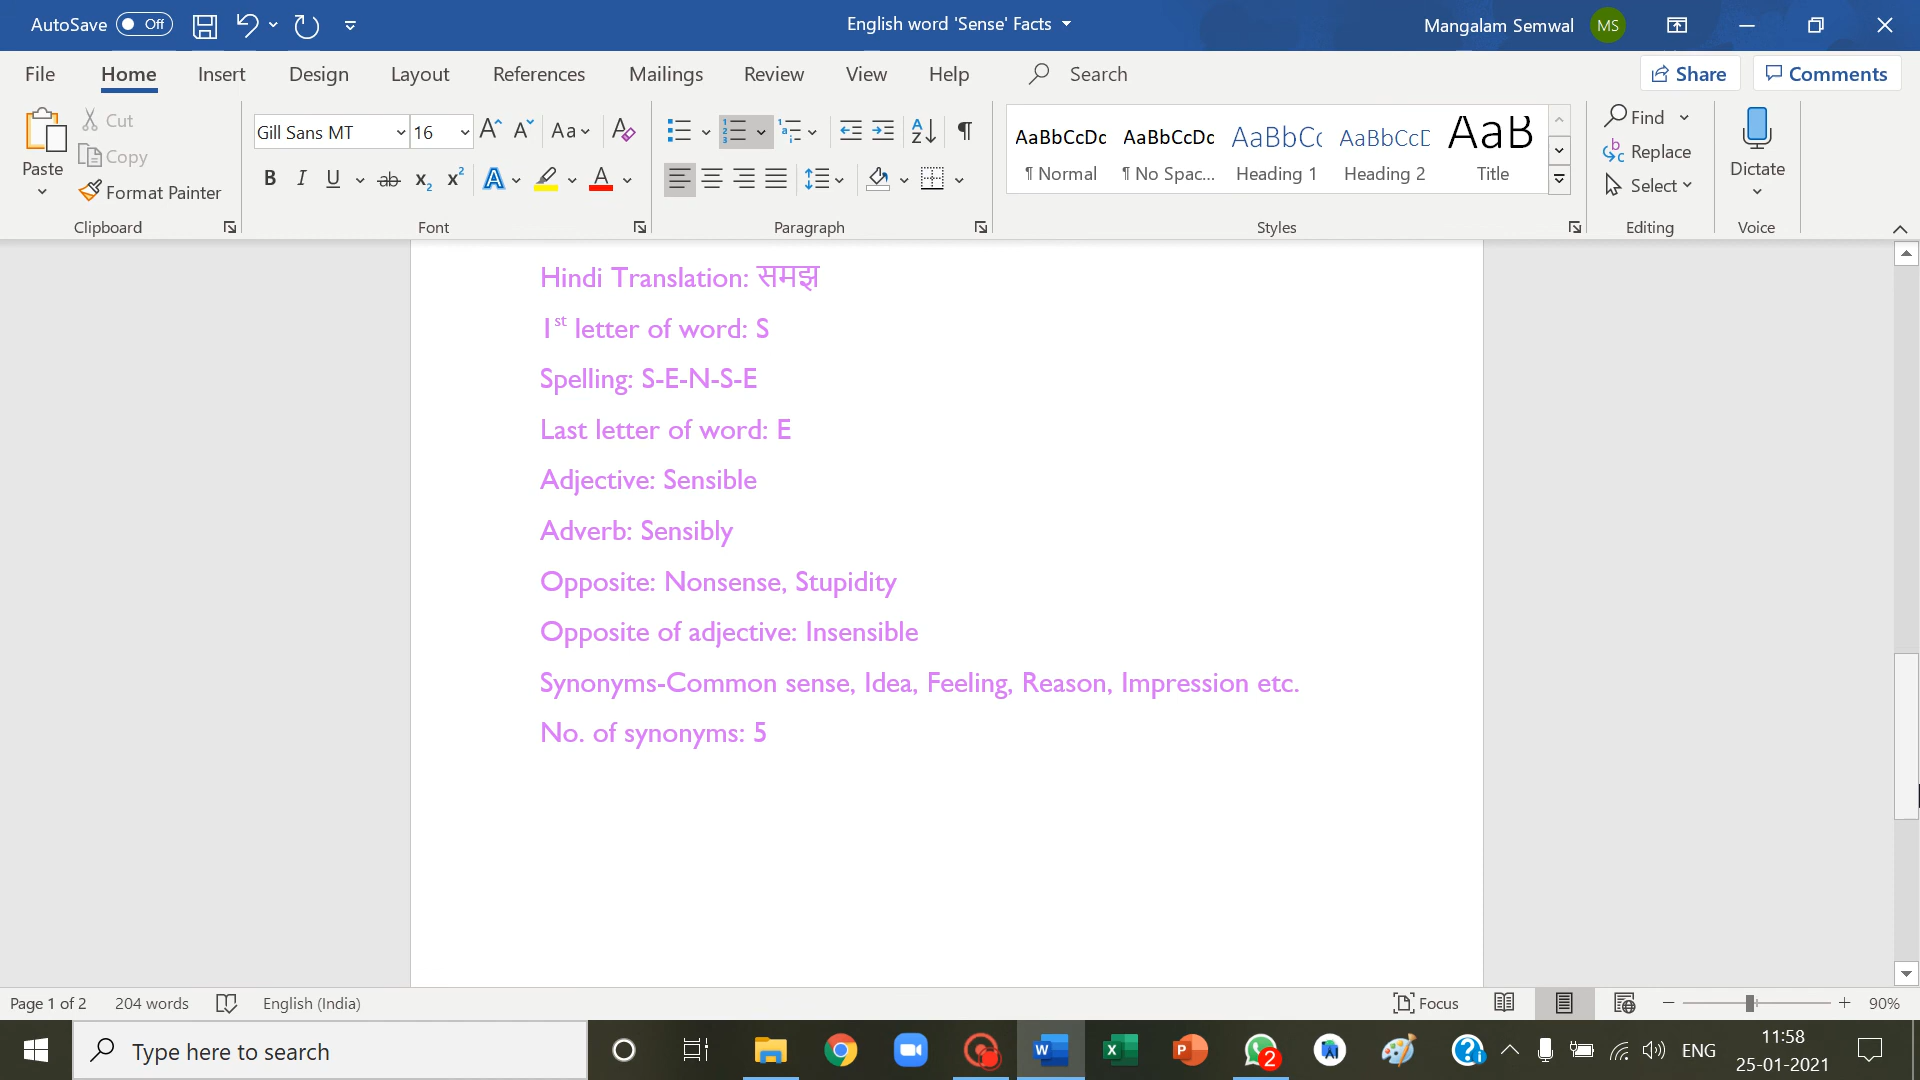 AutoSave Off English word 'Sense' Facts Mangalam Semwal MS
File Home Insert Design Layout References Mailings Review View Help Search Share Comments
Paste Cut Copy Format Painter Clipboard
Gill Sans MT 16 Font
Paragraph
AaBbCcDc AaBbCcDc AaBbCc AaBbCcD AaB
¶ Normal ¶ No Spac... Heading 1 Heading 2 Title
Styles
Find Replace Select Editing
Dictate Voice
Hindi Translation: समझ
1st letter of word: S
Spelling: S-E-N-S-E
Last letter of word: E
Adjective: Sensible
Adverb: Sensibly
Opposite: Nonsense, Stupidity
Opposite of adjective: Insensible
Synonyms-Common sense, Idea, Feeling, Reason, Impression etc.
No. of synonyms: 5
Page 1 of 2 204 words English (India) Focus 90%
Type here to search 2 ENG 11:58
25-01-2021